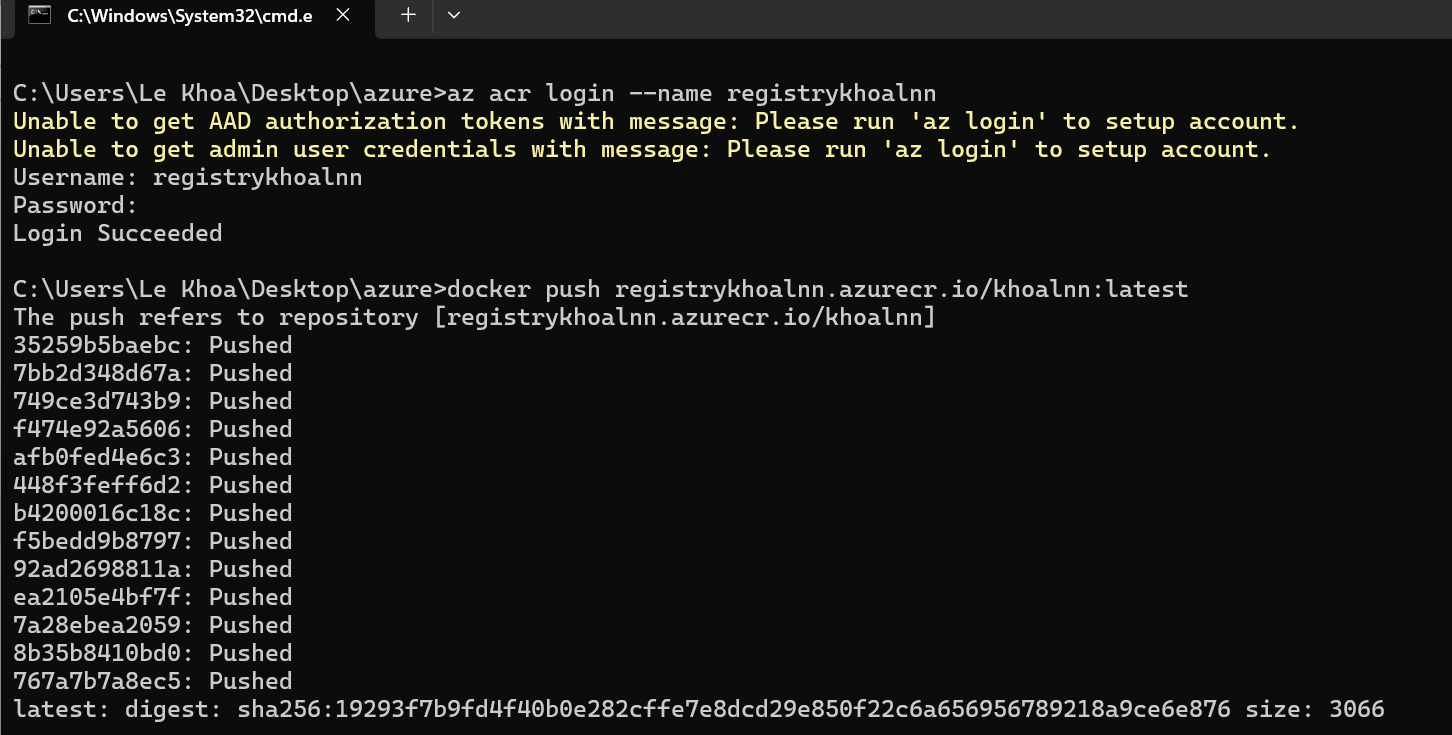 C:\Windows\System32\cmd.e
C:\Users\Le Khoa\Desktop\azure>az acr login --name registrykhoalnn
Unable to get AAD authorization tokens with message: Please run 'az login' to setup account.
Unable to get admin user credentials with message: Please run 'az login' to setup account.
Username: registrykhoalnn
Password:
Login Succeeded
C:\Users\Le Khoa\Desktop\azure>docker push registrykhoalnn.azurecr.io/khoalnn:latest
The push refers to repository [registrykhoalnn.azurecr.io/khoalnn]
35259b5baebc: Pushed
7bb2d348d67a: Pushed
749ce3d743b9: Pushed
f474e92a5606: Pushed
afb0fed4e6c3: Pushed
448f3feff6d2: Pushed
b4200016c18c: Pushed
f5bedd9b8797: Pushed
92ad2698811a: Pushed
ea2105e4bf7f: Pushed
7a28ebea2059: Pushed
8b35b8410bd0: Pushed
767a7b7a8ec5: Pushed
latest: digest: sha256:19293f7b9fd4f40b0e282cffe7e8dcd29e850f22c6a656956789218a9ce6e876 size: 3066